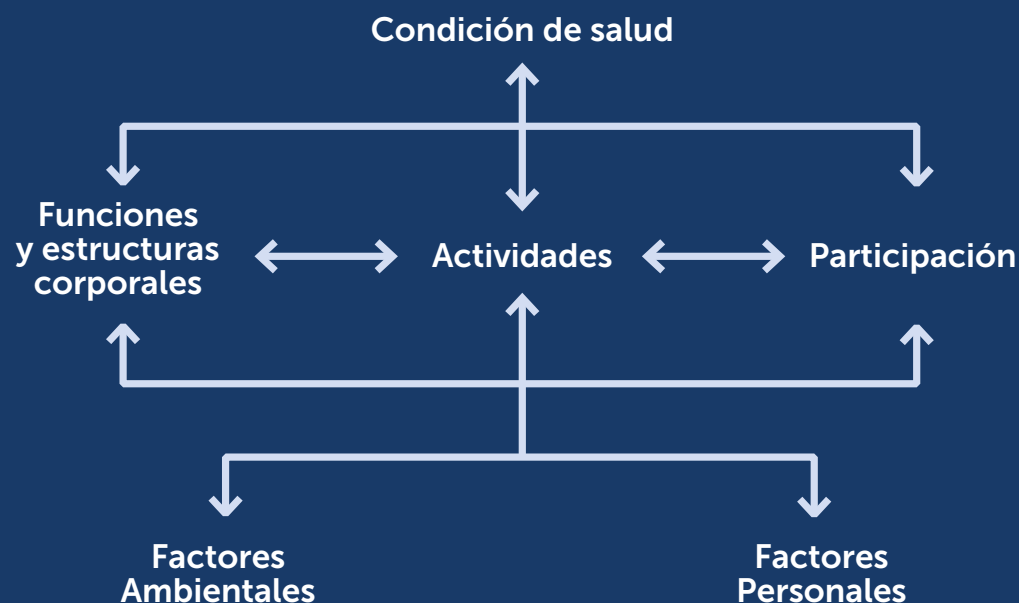 Condición de salud
Funciones
y estructuras
corporales
Actividades
Participación
Factores
Ambientales
Factores
Personales